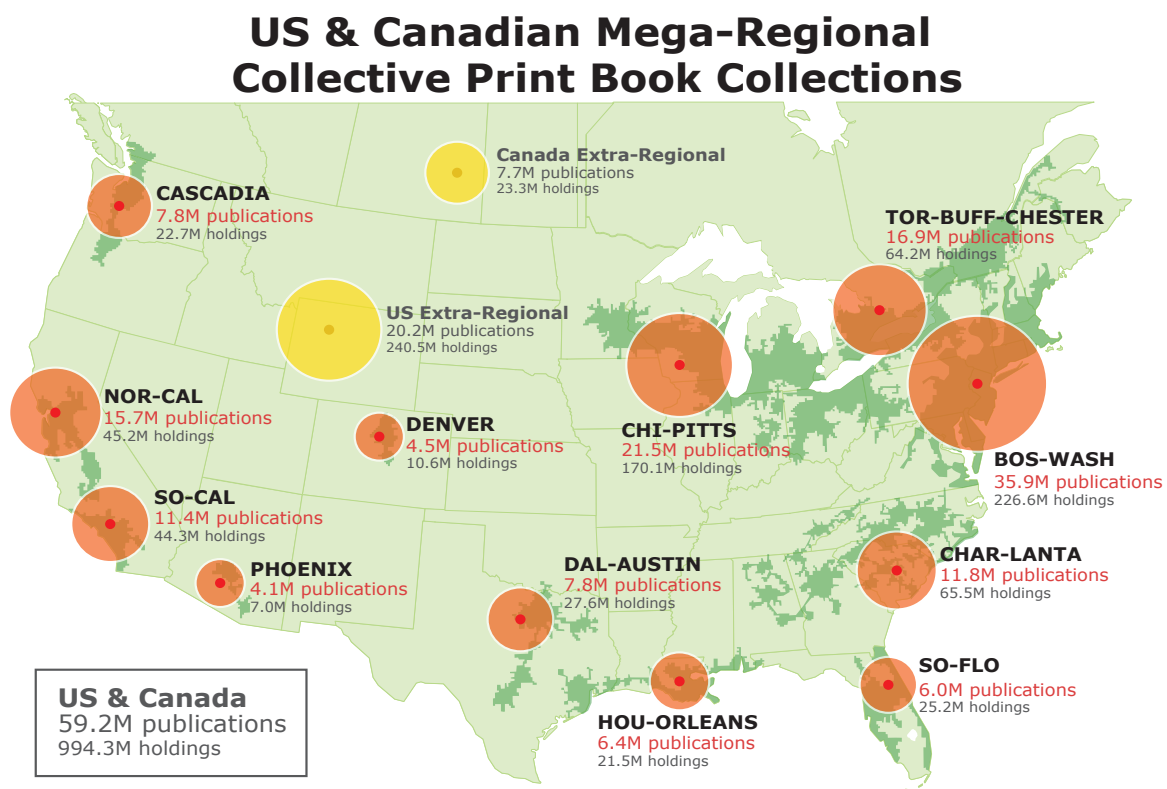 US & Canadian Mega-Regional
Collective Print Book Collections
Canada Extra-Regional
7.7M publications
23.3M holdings
CASCADIA
7.8M publications
22.7M holdings
TOR-BUFF-CHESTER
16.9M publications
64.2M holdings
US Extra-Regional
20.2M publications
240.5M holdings
NOR-CAL
15.7M publications
45.2M holdings
DENVER
4.5M publications
10.6M holdings
CHI-PITTS
21.5M publications
170.1M holdings
BOS-WASH
35.9M publications
226.6M holdings
SO-CAL
11.4M publications
44.3M holdings
PHOENIX
4.1M publications
7.0M holdings
DAL-AUSTIN
7.8M publications
27.6M holdings
CHAR-LANTA
11.8M publications
65.5M holdings
SO-FLO
6.0M publications
25.2M holdings
HOU-ORLEANS
6.4M publications
21.5M holdings
US & Canada
59.2M publications
994.3M holdings